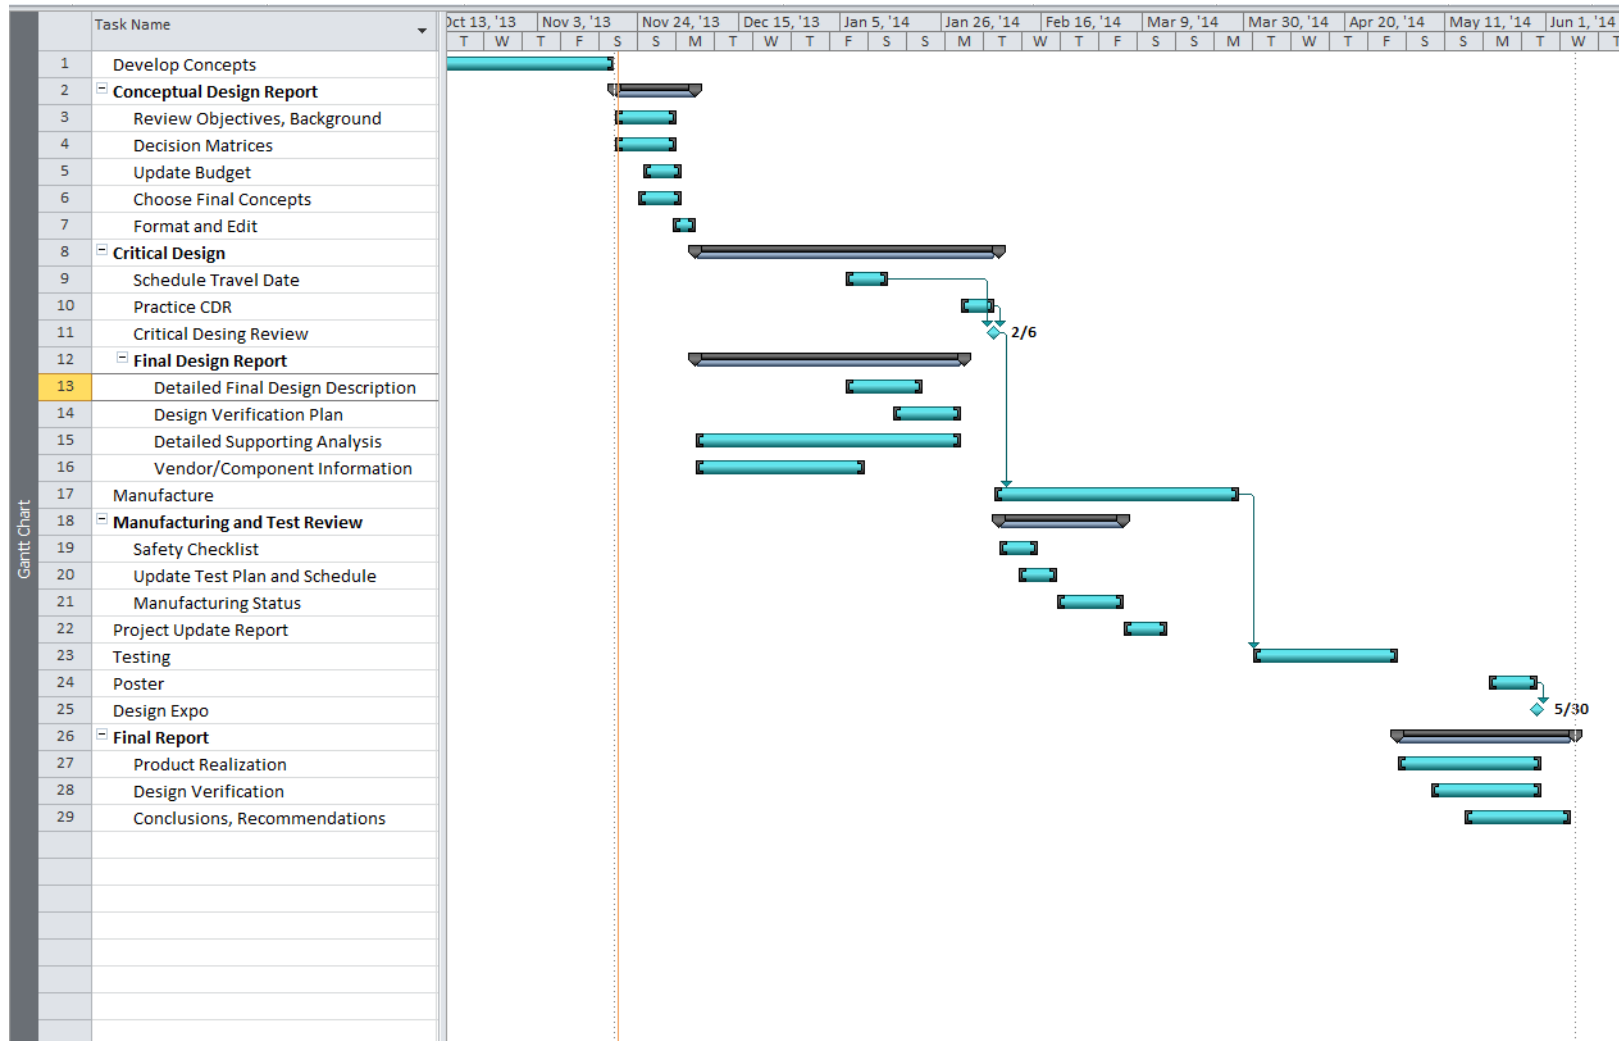 Task Name
Oct 13, '13 Nov 3, '13 Nov 24, '13 Dec 15, '13 Jan 5, '14 Jan 26, '14 Feb 16, '14 Mar 9, '14 Mar 30, '14 Apr 20, '14 May 11, '14 Jun 1, '14
T W T F S S M T W T F S S M T W T F S S M T W T F S S M T W T
1 Develop Concepts
2 Conceptual Design Report
3 Review Objectives, Background
4 Decision Matrices
5 Update Budget
6 Choose Final Concepts
7 Format and Edit
8 Critical Design
9 Schedule Travel Date
10 Practice CDR
11 Critical Desing Review 2/6
12 Final Design Report
13 Detailed Final Design Description
14 Design Verification Plan
15 Detailed Supporting Analysis
16 Vendor/Component Information
17 Manufacture
18 Manufacturing and Test Review
19 Safety Checklist
20 Update Test Plan and Schedule
21 Manufacturing Status
22 Project Update Report
23 Testing
24 Poster
25 Design Expo 5/30
26 Final Report
27 Product Realization
28 Design Verification
29 Conclusions, Recommendations
Gantt Chart